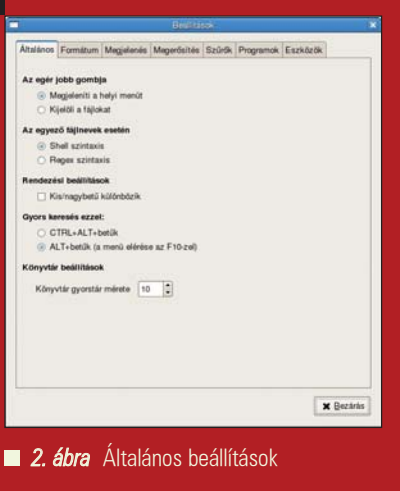 Beállítások
Általános Formátum Megjelenés Megerősítés Szűrők Programok Eszközök
Az egér jobb gombja
Megjeleníti a helyi menüt
Kijelöli a fájlokat
Az egyező fájlnevek esetén
Shell szintaxis
Regex szintaxis
Rendezési beállítások
Kis/nagybetű különbözik
Gyors keresés ezzel:
CTRL+ALT+betűk
ALT+betűk (a menü elérése az F10-zel)
Könyvtár beállítások
Könyvtár gyorstár mérete 10
Bezárás
2. ábra Általános beállítások